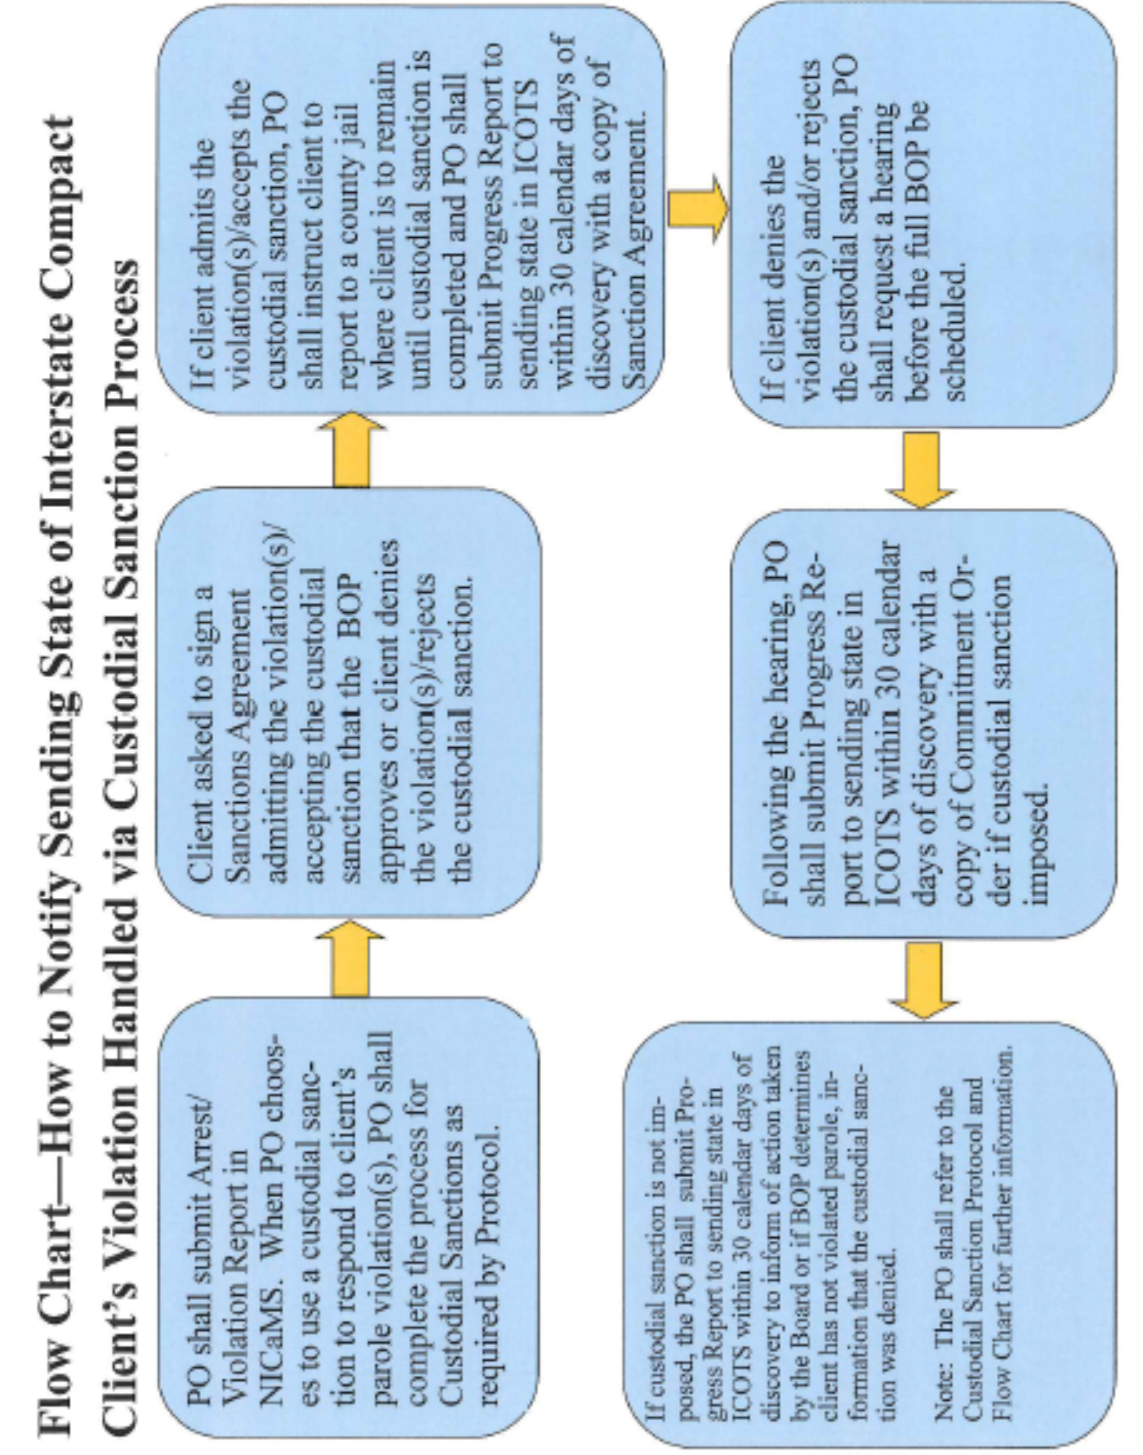 Flow Chart—How to Notify Sending State of Interstate Compact
Client's Violation Handled via Custodial Sanction Process
PO shall submit Arrest/
Violation Report in
NICaMS. When PO choos-
es to use a custodial sanc-
tion to respond to client's
parole violation(s), PO shall
complete the process for
Custodial Sanctions as
required by Protocol.
Client asked to sign a
Sanctions Agreement
admitting the violation(s)/
accepting the custodial
sanction that the BOP
approves or client denies
the violation(s)/rejects
the custodial sanction.
If client admits the
violation(s)/accepts the
custodial sanction, PO
shall instruct client to
report to a county jail
where client is to remain
until custodial sanction is
completed and PO shall
submit Progress Report to
sending state in ICOTS
within 30 calendar days of
discovery with a copy of
Sanction Agreement.
If client denies the
violation(s) and/or rejects
the custodial sanction, PO
shall request a hearing
before the full BOP be
scheduled.
Following the hearing, PO
shall submit Progress Re-
port to sending state in
ICOTS within 30 calendar
days of discovery with a
copy of Commitment Or-
der if custodial sanction
imposed.
If custodial sanction is not im-
posed, the PO shall submit Pro-
gress Report to sending state in
ICOTS within 30 calendar days of
discovery to inform of action taken
by the Board or if BOP determines
client has not violated parole, in-
formation that the custodial sanc-
tion was denied.
Note: The PO shall refer to the
Custodial Sanction Protocol and
Flow Chart for further information.